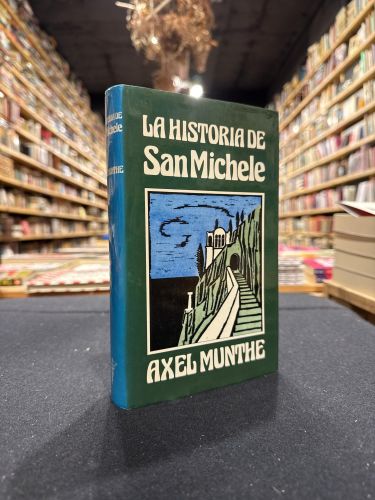 LA HISTORIA DE
San Michele
AXEL MUNTHE